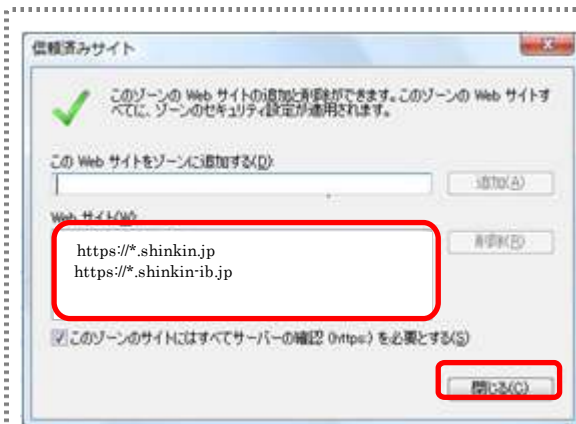 信頼済みサイト
このゾーンの Web サイトの追加と削除ができます。このゾーンの Web サイトす
べてに、ゾーンのセキュリティ設定が適用されます。
この Web サイトをゾーンに追加する(D):
追加(A)
Web サイト(W):
https://*.shinkin.jp
https://*.shinkin-ib.jp
削除(R)
このゾーンのサイトにはすべてサーバーの確認 (https:) を必要とする(S)
閉じる(C)